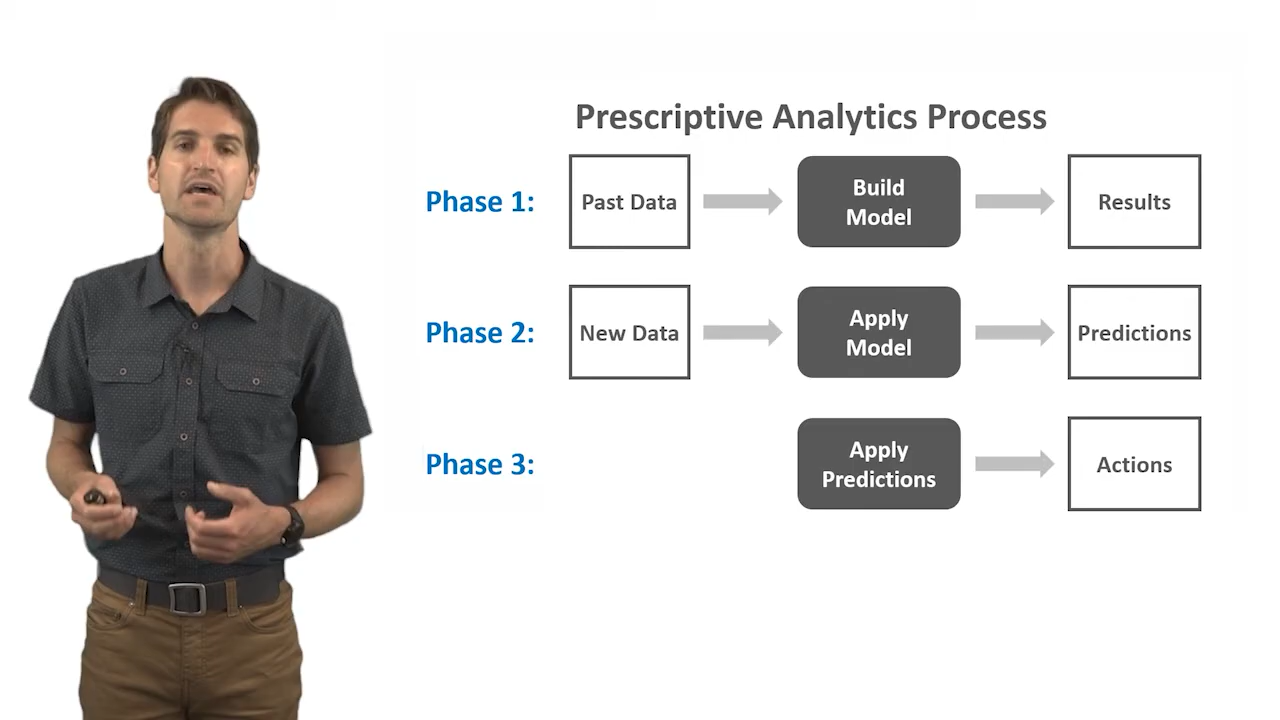 Prescriptive Analytics Process
Phase 1:
Past Data
Build
Model
Results
Phase 2:
New Data
Apply
Model
Predictions
Phase 3:
Apply
Predictions
Actions